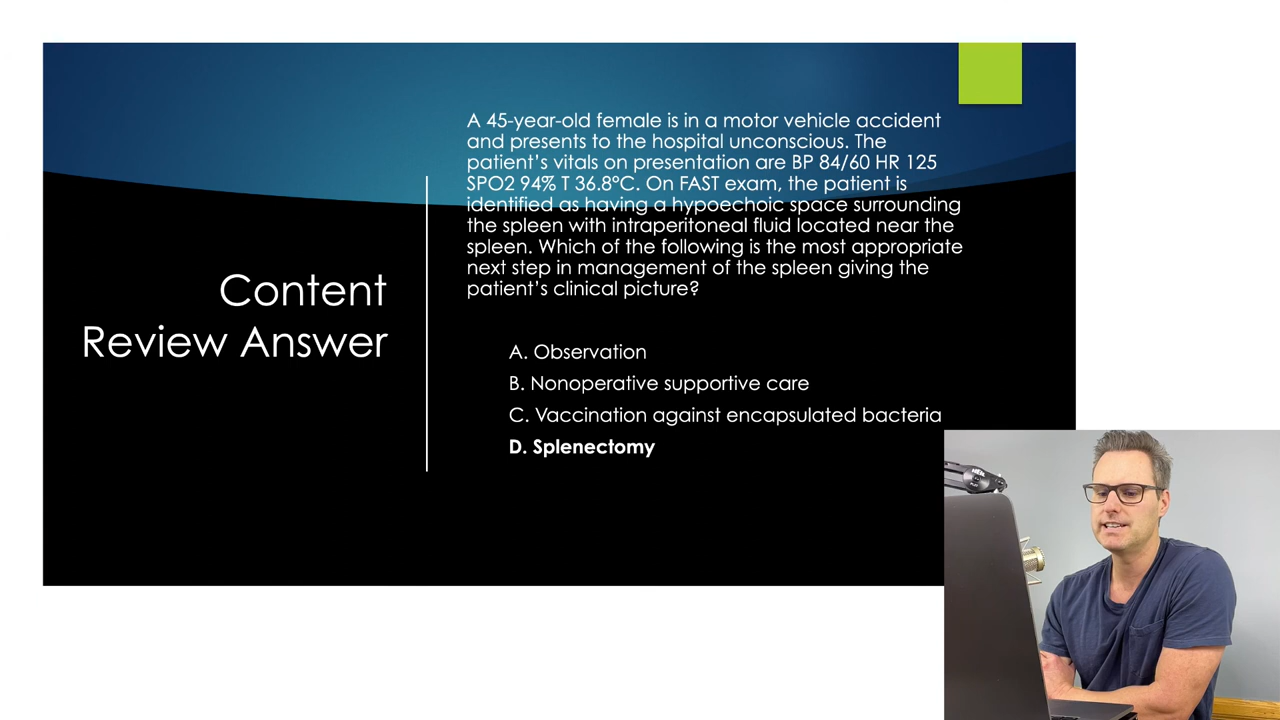 Content
Review Answer
A 45-year-old female is in a motor vehicle accident
and presents to the hospital unconscious. The
patient's vitals on presentation are BP 84/60 HR 125
SPO2 94% T 36.8°C. On FAST exam, the patient is
identified as having a hypoechoic space surrounding
the spleen with intraperitoneal fluid located near the
spleen. Which of the following is the most appropriate
next step in management of the spleen giving the
patient's clinical picture?
A. Observation
B. Nonoperative supportive care
C. Vaccination against encapsulated bacteria
D. Splenectomy